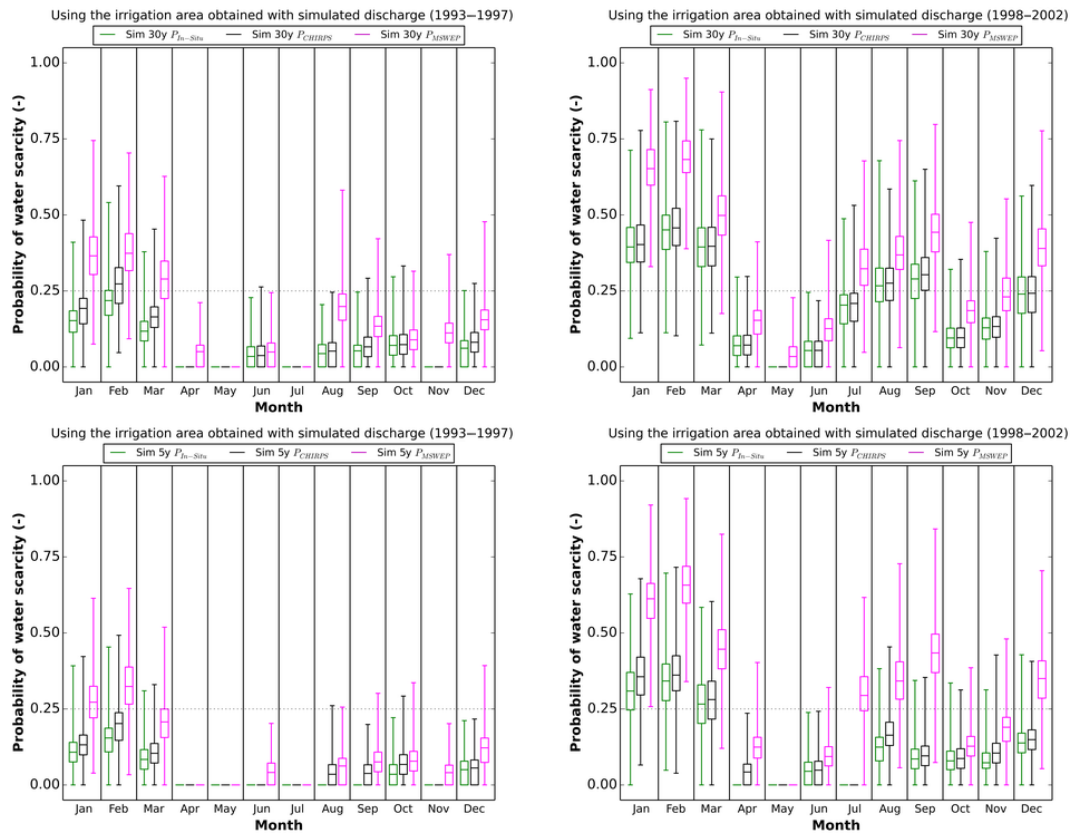 Using the irrigation area obtained with simulated discharge (1993−1997)
Sim 30y P_In−Situ Sim 30y P_CHIRPS Sim 30y P_MSWEP
1.00
0.75
0.50
0.25
0.00
Probability of water scarcity (-)
Jan Feb Mar Apr May Jun Jul Aug Sep Oct Nov Dec
Month
Using the irrigation area obtained with simulated discharge (1998−2002)
Sim 30y P_In−Situ Sim 30y P_CHIRPS Sim 30y P_MSWEP
1.00
0.75
0.50
0.25
0.00
Probability of water scarcity (-)
Jan Feb Mar Apr May Jun Jul Aug Sep Oct Nov Dec
Month
Using the irrigation area obtained with simulated discharge (1993−1997)
Sim 5y P_In−Situ Sim 5y P_CHIRPS Sim 5y P_MSWEP
1.00
0.75
0.50
0.25
0.00
Probability of water scarcity (-)
Jan Feb Mar Apr May Jun Jul Aug Sep Oct Nov Dec
Month
Using the irrigation area obtained with simulated discharge (1998−2002)
Sim 5y P_In−Situ Sim 5y P_CHIRPS Sim 5y P_MSWEP
1.00
0.75
0.50
0.25
0.00
Probability of water scarcity (-)
Jan Feb Mar Apr May Jun Jul Aug Sep Oct Nov Dec
Month